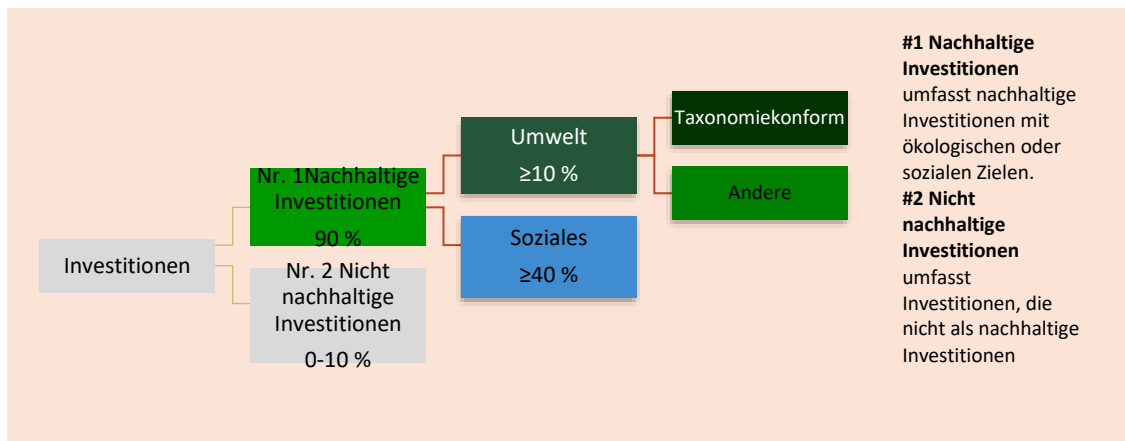 Investitionen
Nr. 1Nachhaltige
Investitionen
90 %
Nr. 2 Nicht
nachhaltige
Investitionen
0-10 %
Umwelt
≥10 %
Soziales
≥40 %
Taxonomiekonform
Andere
#1 Nachhaltige
Investitionen
umfasst nachhaltige
Investitionen mit
ökologischen oder
sozialen Zielen.
#2 Nicht
nachhaltige
Investitionen
umfasst
Investitionen, die
nicht als nachhaltige
Investitionen